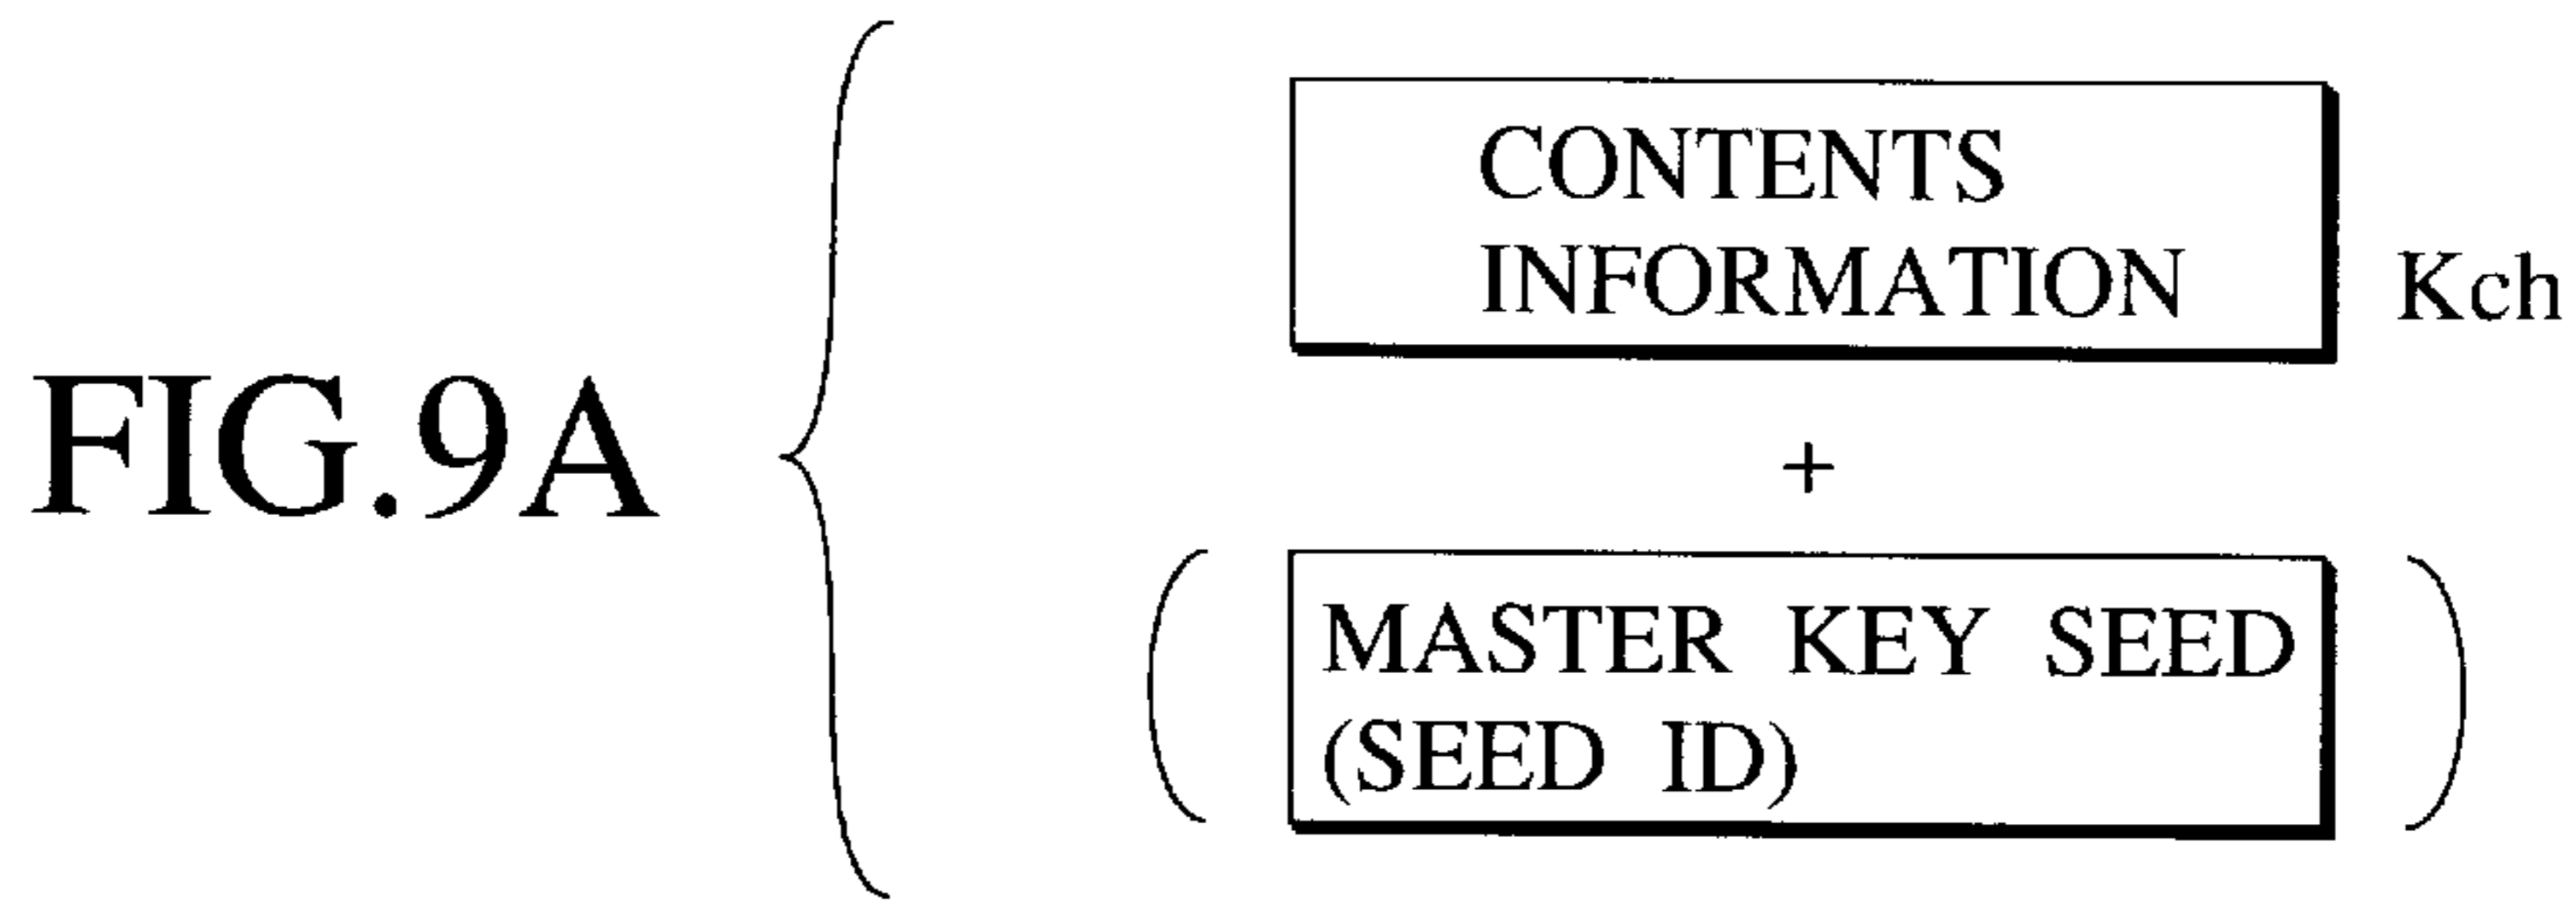 FIG.9A
CONTENTS
INFORMATION
Kch
+
MASTER KEY SEED
(SEED ID)